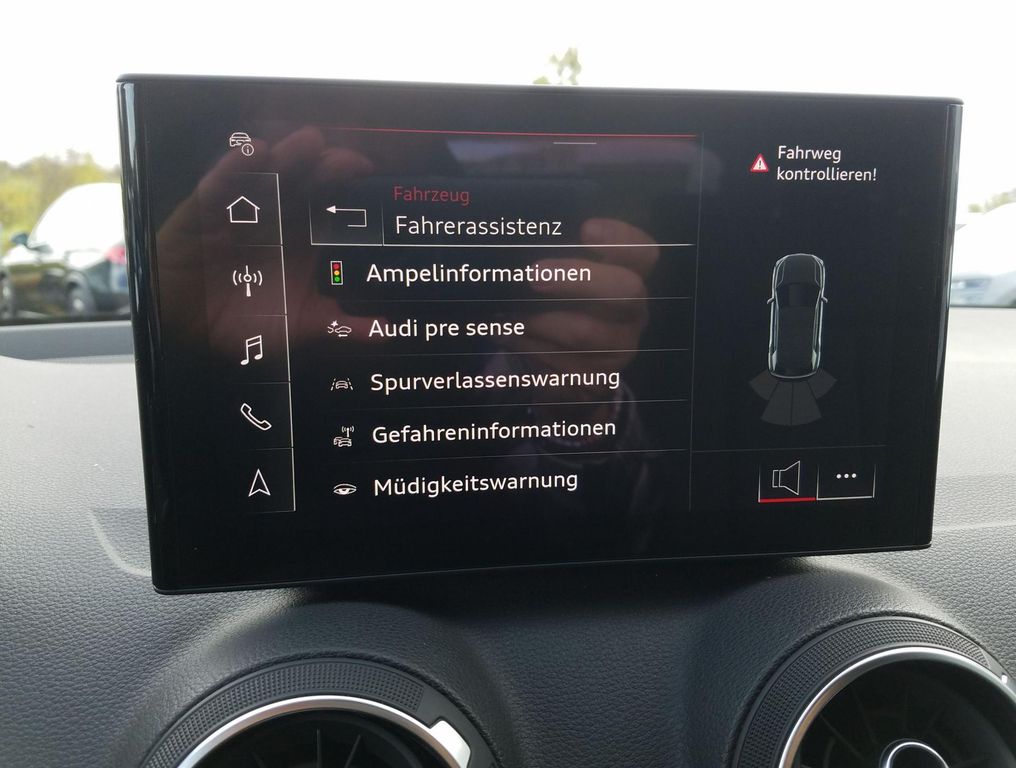 Fahrzeug
Fahrerassistenz
Ampelinformationen
Audi pre sense
Spurverlassenswarnung
Gefahreninformationen
Müdigkeitswarnung
Fahrweg
kontrollieren!